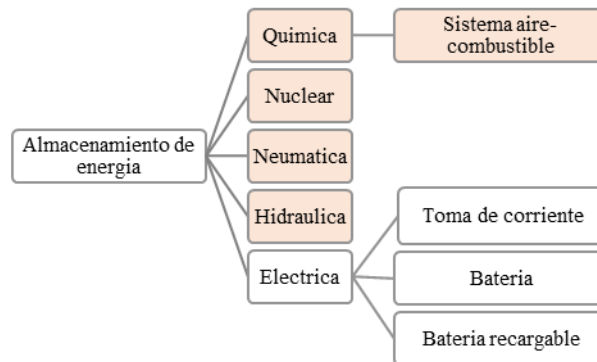 Quimica
Sistema aire-
combustible
Nuclear
Almacenamiento de
energia
Neumatica
Hidraulica
Toma de corriente
Electrica
Bateria
Bateria recargable